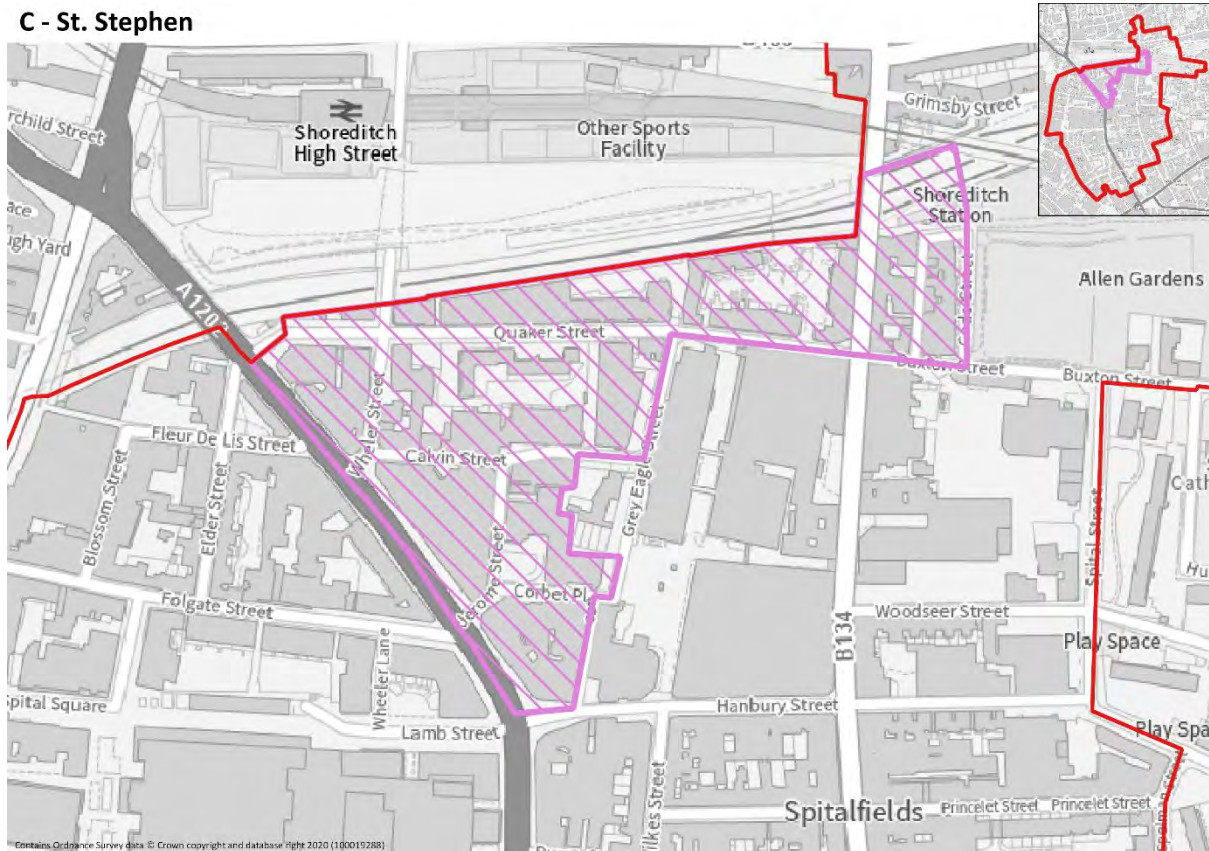 C - St. Stephen
Grimsby Street
Shoreditch
High Street
Other Sports
Facility
Shoreditch
Station
Allen Gardens
Quaker Street
Buxton Street
Buxton Street
Fleur De Lis Street
Wheler Street
Calvin Street
Grey Eagle Street
Blossom Street
Elder Street
Spital Street
Jerome Street
Corbet Pl
Folgate Street
Woodseer Street
Play Space
B134
Wheeler Lane
Spital Square
Hanbury Street
Lamb Street
Spitalfields
Princelet Street
Princelet Street
Contains Ordnance Survey data © Crown copyright and database right 2020 (100019288)